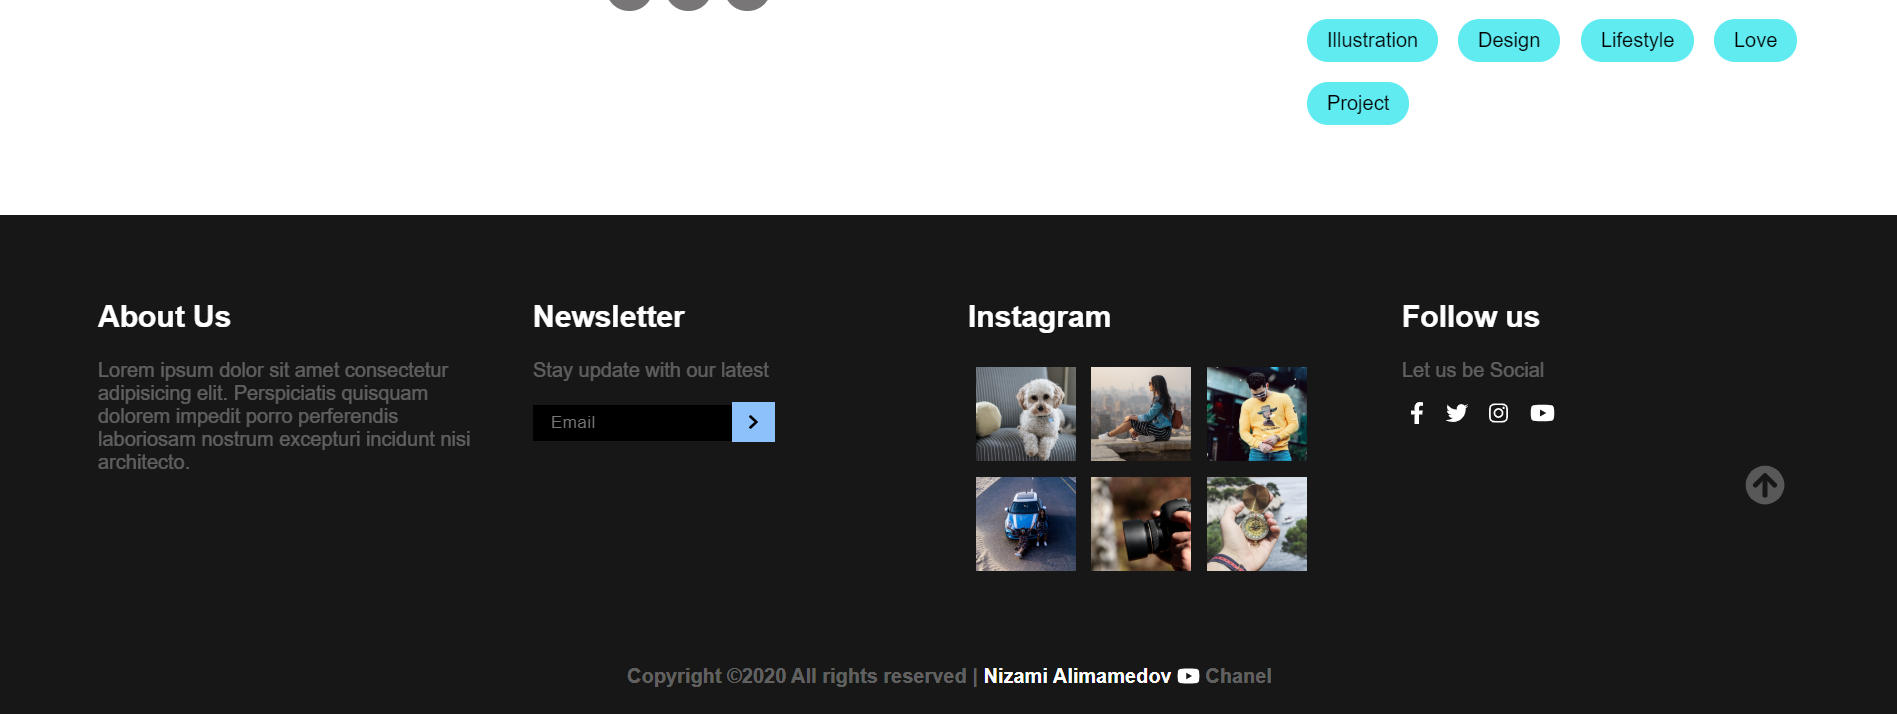 Illustration Design Lifestyle Love
Project
About Us
Lorem ipsum dolor sit amet consectetur
adipisicing elit. Perspiciatis quisquam
dolorem impedit porro perferendis
laboriosam nostrum excepturi incidunt nisi
architecto.
Newsletter
Stay update with our latest
Email
Instagram
Follow us
Let us be Social
Copyright ©2020 All rights reserved | Nizami Alimamedov Chanel